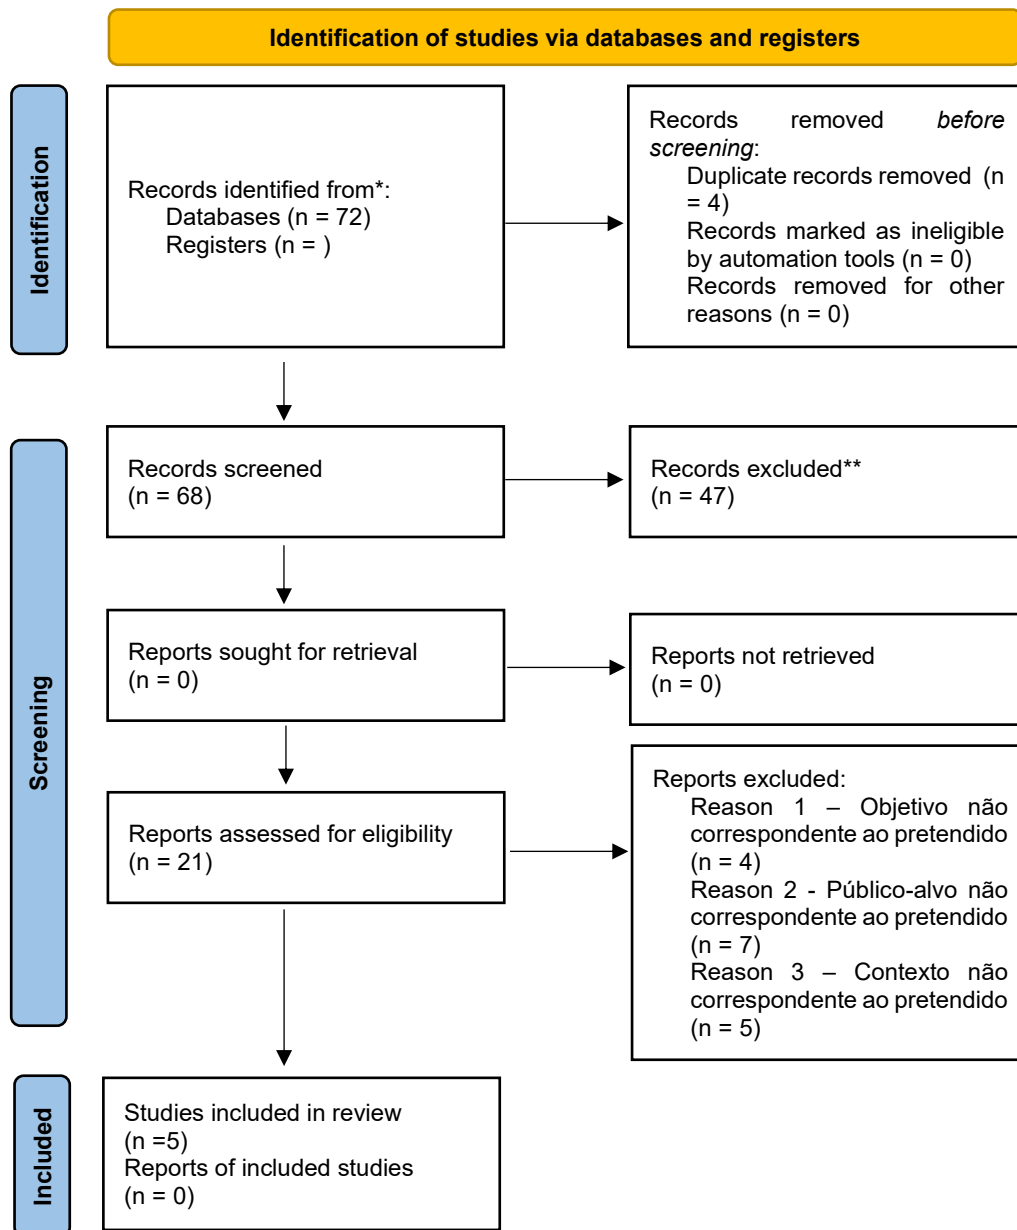 Identification of studies via databases and registers
Identification
Records identified from*:
Databases (n = 72)
Registers (n = )
Records removed before
screening:
Duplicate records removed (n
= 4)
Records marked as ineligible
by automation tools (n = 0)
Records removed for other
reasons (n = 0)
Screening
Records screened
(n = 68)
Records excluded**
(n = 47)
Reports sought for retrieval
(n = 0)
Reports not retrieved
(n = 0)
Reports assessed for eligibility
(n = 21)
Reports excluded:
Reason 1 – Objetivo não
correspondente ao pretendido
(n = 4)
Reason 2 - Público-alvo não
correspondente ao pretendido
(n = 7)
Reason 3 – Contexto não
correspondente ao pretendido
(n = 5)
Included
Studies included in review
(n =5)
Reports of included studies
(n = 0)